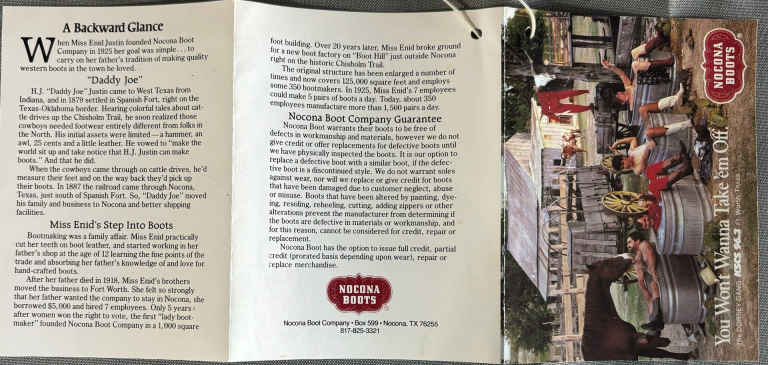 A Backward Glance
When Miss Enid Justin founded Nocona Boot
Company in 1925 her goal was simple . . . to
carry on her father's tradition of making quality
western boots in the town he loved.
"Daddy Joe"
H.J. "Daddy Joe" Justin came to West Texas from
Indiana, and in 1879 settled in Spanish Fort, right on the
Texas-Oklahoma border. Hearing colorful tales about cat-
tle drives up the Chisholm Trail, he soon realized those
cowboys needed footwear entirely different from folks in
the North. His initial assets were limited — a hammer, an
awl, 25 cents and a little leather. He vowed to "make the
world sit up and take notice that H.J. Justin can make
boots." And that he did.
When the cowboys came through on cattle drives, he'd
measure their feet and on the way back they'd pick up
their boots. In 1887 the railroad came through Nocona,
Texas, just south of Spanish Fort. So, "Daddy Joe" moved
his family and business to Nocona and better shipping
facilities.
Miss Enid's Step Into Boots
Bootmaking was a family affair. Miss Enid practically
cut her teeth on boot leather, and started working in her
father's shop at the age of 12 learning the fine points of the
trade and absorbing her father's knowledge of and love for
hand-crafted boots.
After her father died in 1918, Miss Enid's brothers
moved the business to Fort Worth. She felt so strongly
that her father wanted the company to stay in Nocona, she
borrowed $5,000 and hired 7 employees. Only 5 years
after women won the right to vote, the first "lady boot-
maker" founded Nocona Boot Company in a 1,000 square
foot building. Over 20 years later, Miss Enid broke ground
for a new boot factory on "Boot Hill" just outside Nocona
right on the historic Chisholm Trail.
The original structure has been enlarged a number of
times and now covers 125,000 square feet and employs
some 350 bootmakers. In 1925, Miss Enid's 7 employees
could make 5 pairs of boots a day. Today, about 350
employees manufacture more than 1,500 pairs a day.
Nocona Boot Company Guarantee
Nocona Boot warrants their boots to be free of
defects in workmanship and materials, however we do not
give credit or offer replacements for defective boots until
we have physically inspected the boots. It is our option to
replace a defective boot with a similar boot, if the defec-
tive boot is a discontinued style. We do not warrant soles
against wear, nor will we replace or give credit for boots
that have been damaged due to customer neglect, abuse
or misuse. Boots that have been altered by painting, dye-
ing, resoling, reheeling, cutting, adding zippers or other
alterations prevent the manufacturer from determining if
the boots are defective in materials or workmanship, and
for this reason, cannot be considered for credit, repair or
replacement.
Nocona Boot has the option to issue full credit, partial
credit (prorated basis depending upon wear), repair or
replace merchandise.
NOCONA
BOOTS
Nocona Boot Company • Box 599 • Nocona, TX 76255
817-825-3321
NOCONA
BOOTS
You Won't Wanna Take 'em Off.
THE DORSEY GANG KSCS 96.3 Ft. Worth